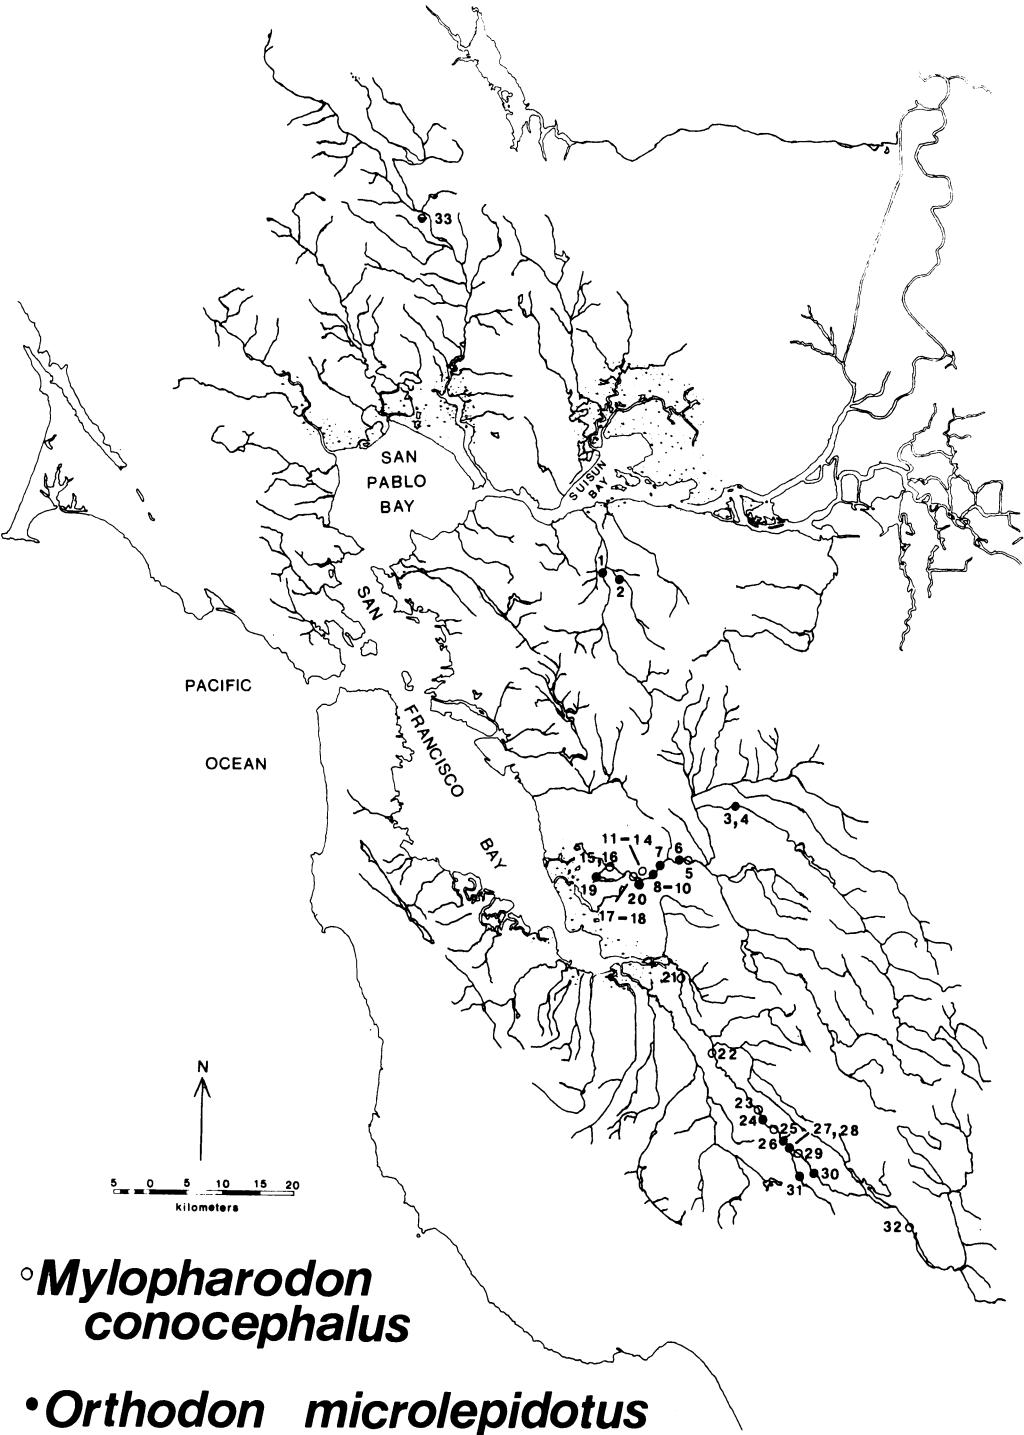 33
SAN
PABLO
BAY
SUISUN
BAY
1
2
SAN
FRANCISCO
BAY
PACIFIC
OCEAN
3,4
11–14
15,16
7
6
5
19
8–10
20
17–18
21
22
23
24
25
27,28
26
29
30
31
32
N
5 0 5 10 15 20
kilometers
Mylopharodon
conocephalus
Orthodon microlepidotus